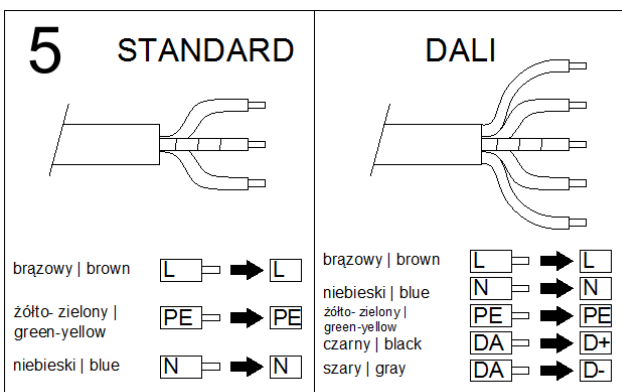 5 STANDARD
brązowy | brown L L
żółto- zielony |
green-yellow PE PE
niebieski | blue N N
DALI
brązowy | brown L L
niebieski | blue N N
żółto- zielony |
green-yellow PE PE
czarny | black DA D+
szary | gray DA D-